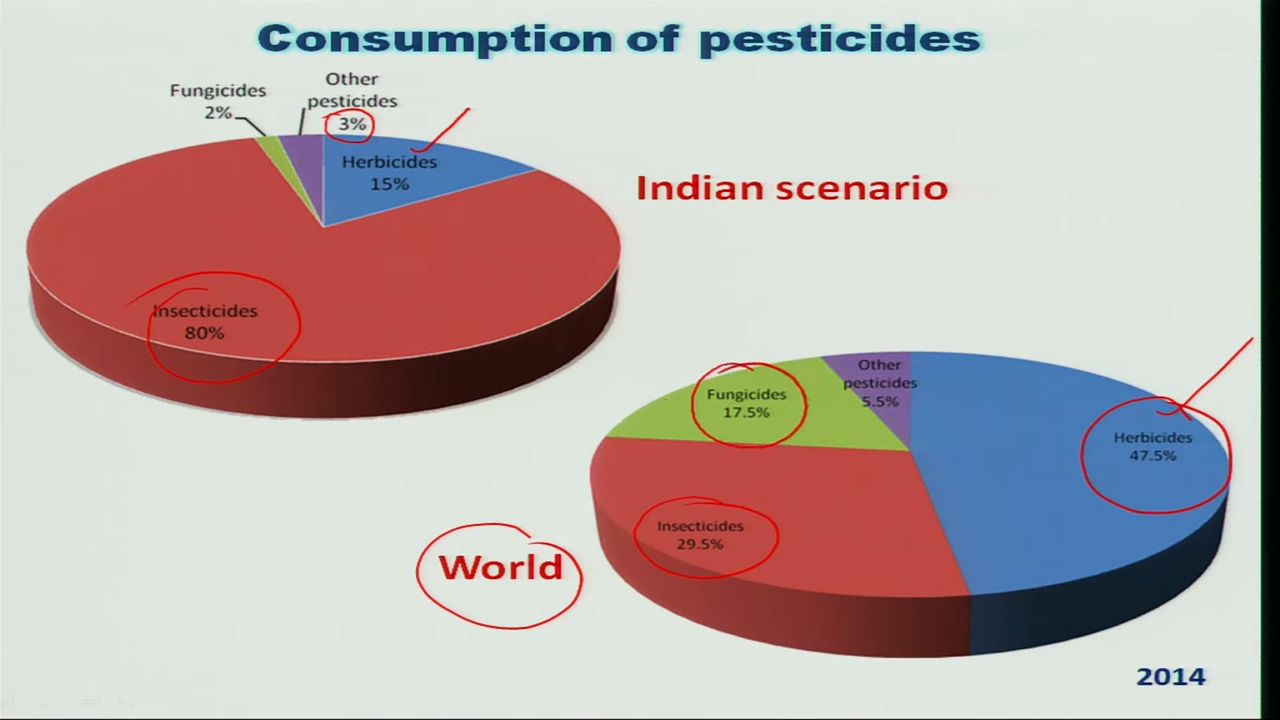 Consumption of pesticides
Fungicides
2%
Other
pesticides
3%
Herbicides
15%
Indian scenario
Insecticides
80%
Other
pesticides
5.5%
Fungicides
17.5%
Herbicides
47.5%
Insecticides
29.5%
World
2014